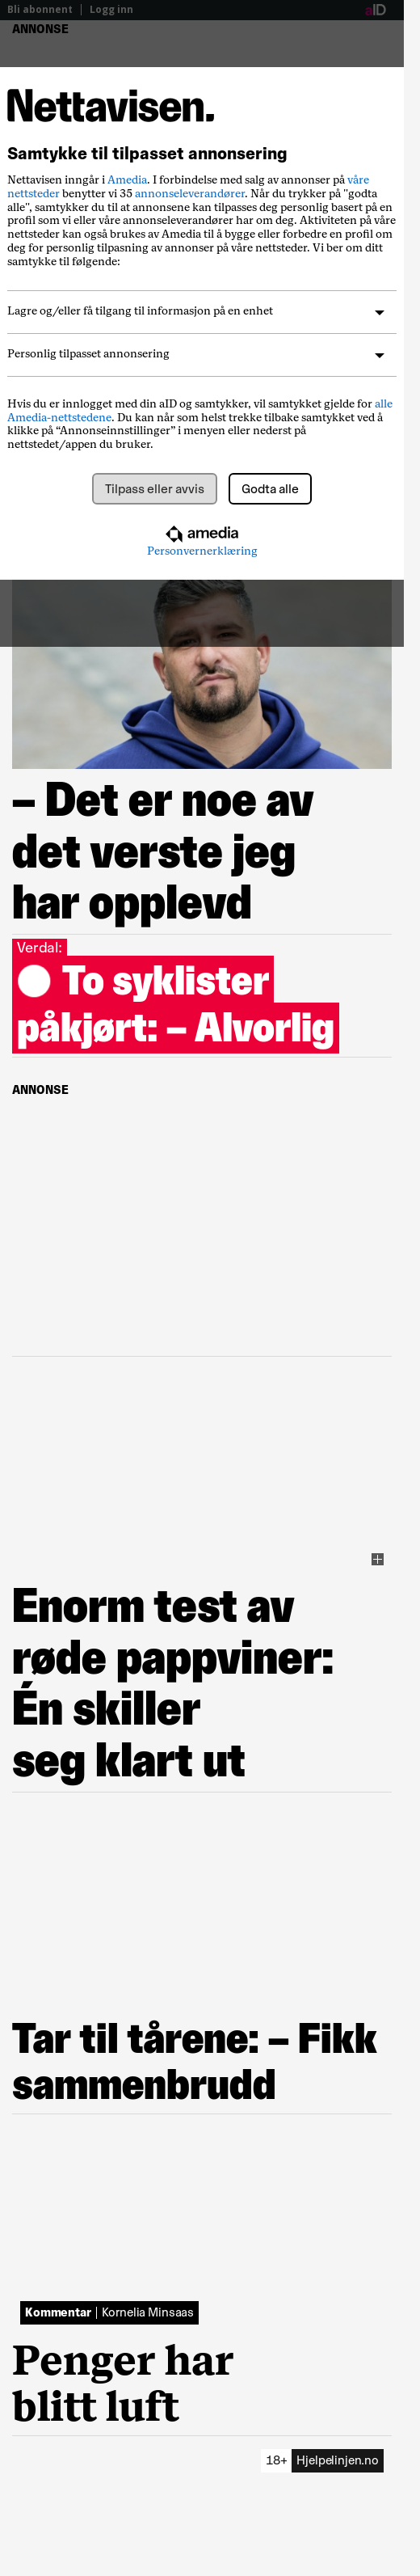 Bli abonnent | Logg inn
aID
ANNONSE
Nettavisen.
Samtykke til tilpasset annonsering
Nettavisen inngår i Amedia. I forbindelse med salg av annonser på våre
nettsteder benytter vi 35 annonseleverandører. Når du trykker på "godta
alle", samtykker du til at annonsene kan tilpasses deg personlig basert på en
profil som vi eller våre annonseleverandører har om deg. Aktiviteten på våre
nettsteder kan også brukes av Amedia til å bygge eller forbedre en profil om
deg for personlig tilpasning av annonser på våre nettsteder. Vi ber om ditt
samtykke til følgende:
Lagre og/eller få tilgang til informasjon på en enhet
Personlig tilpasset annonsering
Hvis du er innlogget med din aID og samtykker, vil samtykket gjelde for alle
Amedia-nettstedene. Du kan når som helst trekke tilbake samtykket ved å
klikke på “Annonseinnstillinger” i menyen eller nederst på
nettstedet/appen du bruker.
Tilpass eller avvis
Godta alle
amedia
Personvernerklæring
– Det er noe av
det verste jeg
har opplevd
Verdal:
To syklister
påkjørt: – Alvorlig
ANNONSE
Enorm test av
røde pappviner:
Én skiller
seg klart ut
Tar til tårene: – Fikk
sammenbrudd
Kommentar | Kornelia Minsaas
Penger har
blitt luft
18+ Hjelpelinjen.no